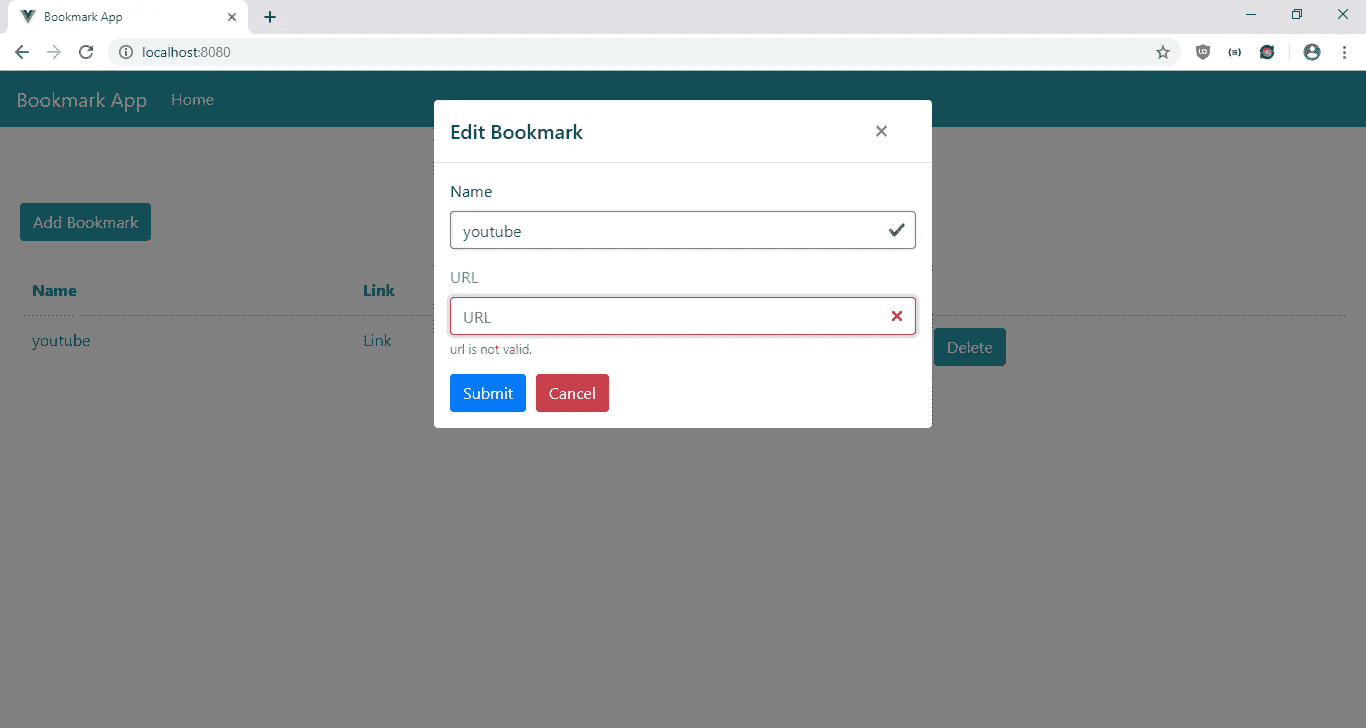 Bookmark App
localhost:8080
Bookmark App Home
Edit Bookmark
Name
youtube
URL
URL
url is not valid.
Submit Cancel
Add Bookmark
Name Link
youtube Link Delete